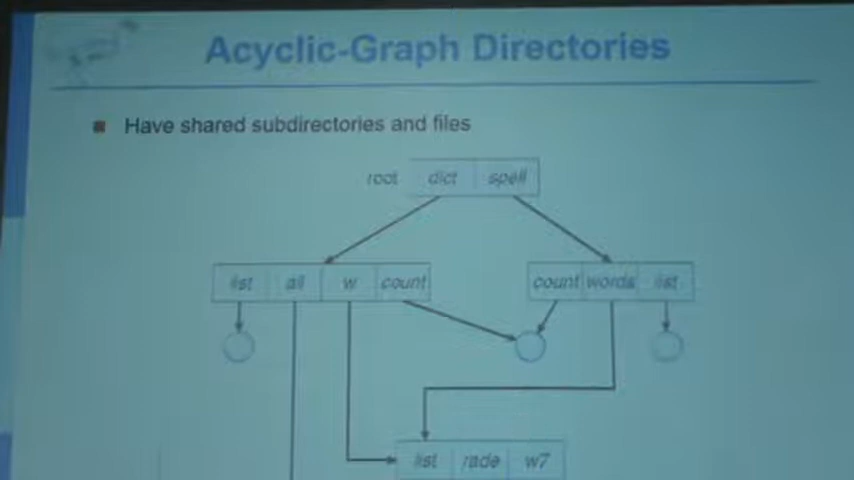 Acyclic-Graph Directories
Have shared subdirectories and files
root dict spell
list all w count count words list
list rade w7